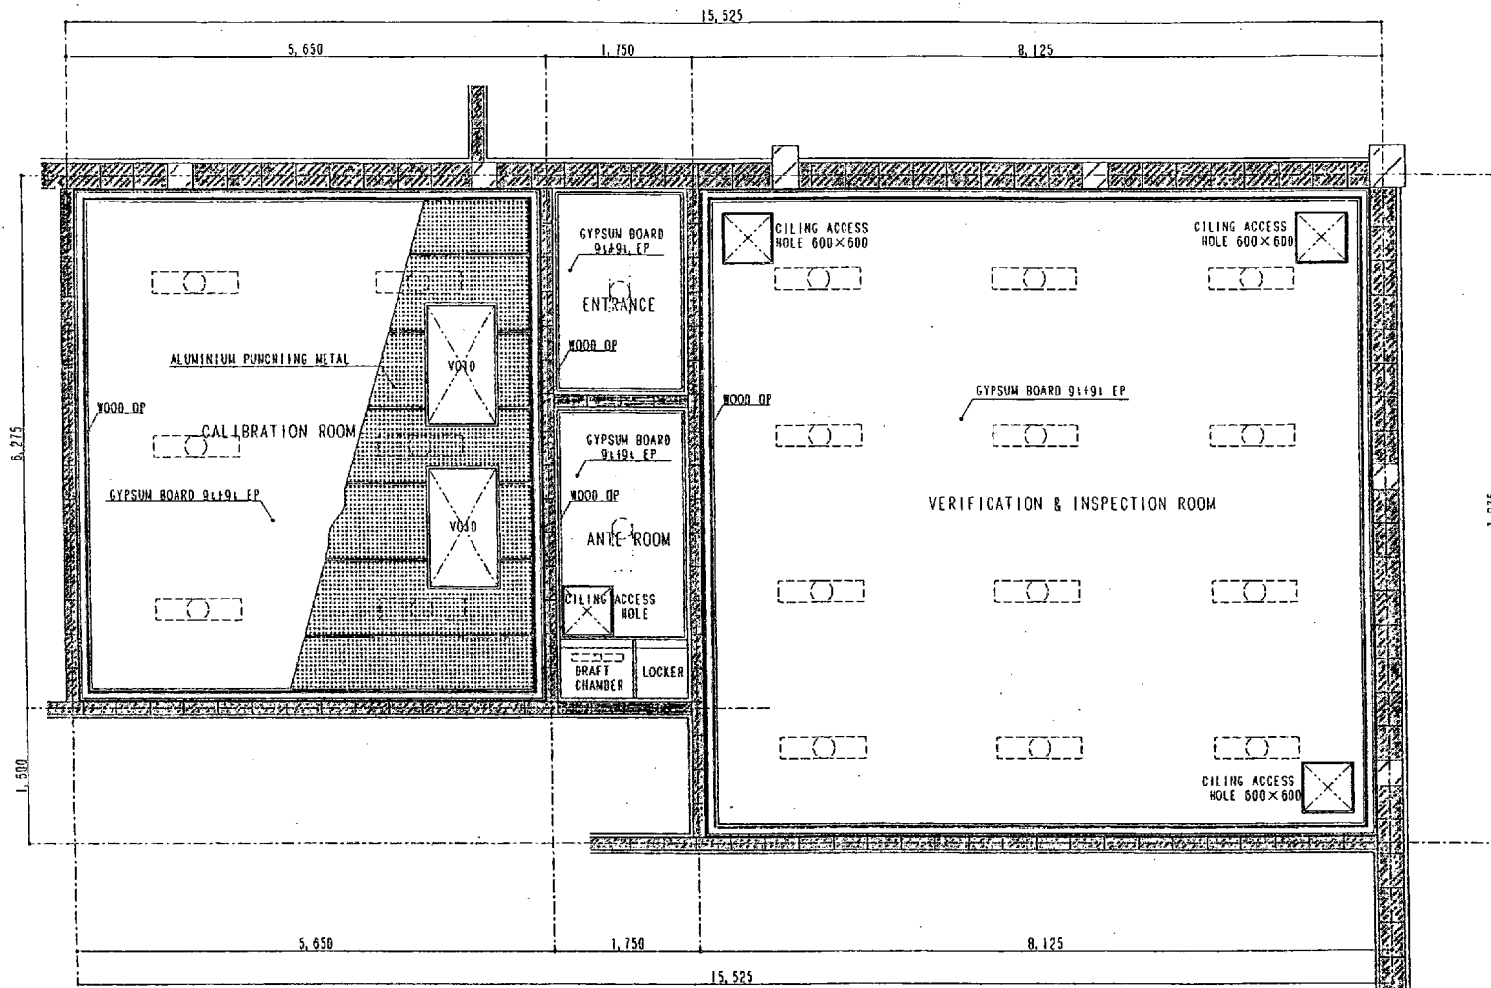 15,525
5,650
1,750
8,125
CILING ACCESS
HOLE 600×600
CILING ACCESS
HOLE 600×600
GYPSUM BOARD
9t+9t EP
ENTRANCE
WOOD OP
ALUMINIUM PUNCHIING METAL
VOID
WOOD OP
CALIBRATION ROOM
GYPSUM BOARD 9t+9t EP
VOID
6,275
GYPSUM BOARD
9t+9t EP
WOOD OP
ANTE ROOM
CILING ACCESS
HOLE
DRAFT
CHAMBER
LOCKER
WOOD OP
GYPSUM BOARD 9t+9t EP
VERIFICATION & INSPECTION ROOM
CILING ACCESS
HOLE 600×600
1,600
5,650
1,750
8,125
15,525